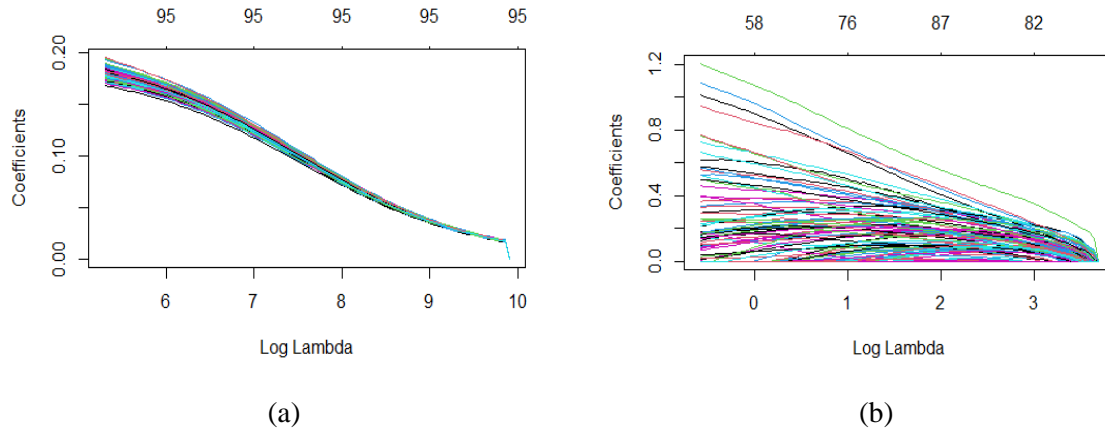 95 95 95 95 95
0.20
0.10
0.00
Coefficients
6 7 8 9 10
Log Lambda
(a)
58 76 87 82
1.2
0.8
0.4
0.0
Coefficients
0 1 2 3
Log Lambda
(b)